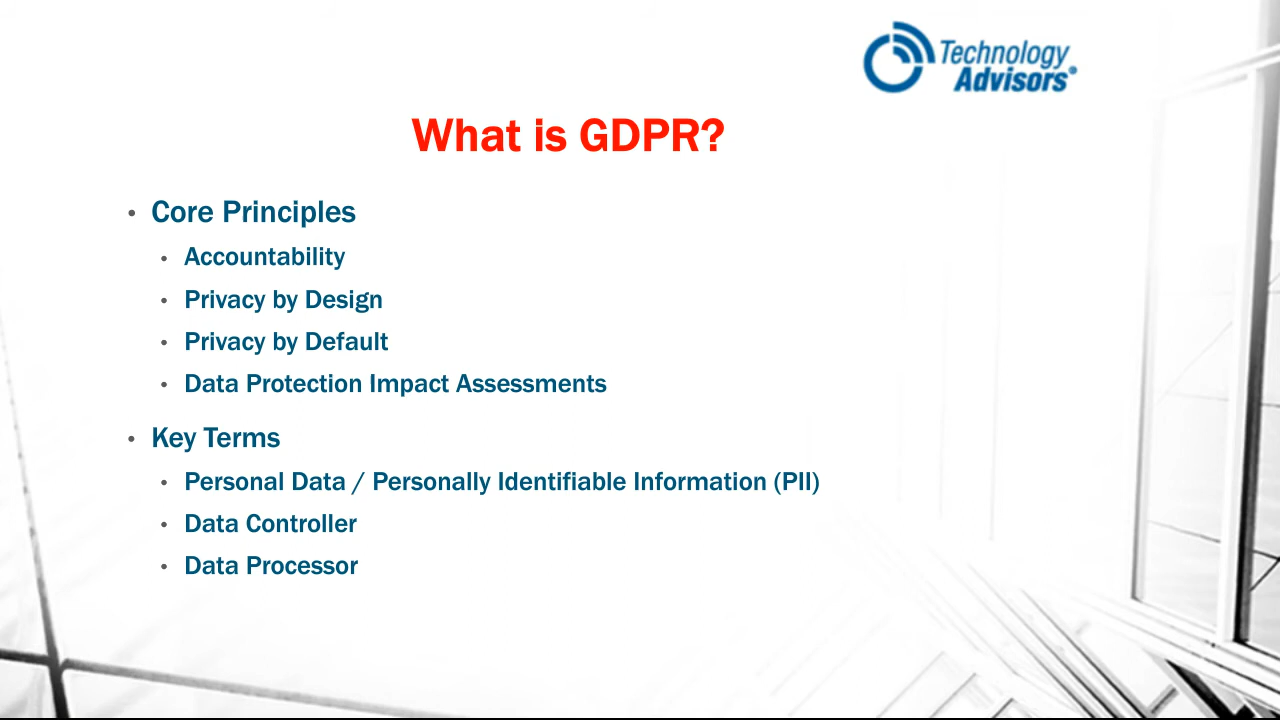 Technology
Advisors®
What is GDPR?
• Core Principles
• Accountability
• Privacy by Design
• Privacy by Default
• Data Protection Impact Assessments
• Key Terms
• Personal Data / Personally Identifiable Information (PII)
• Data Controller
• Data Processor